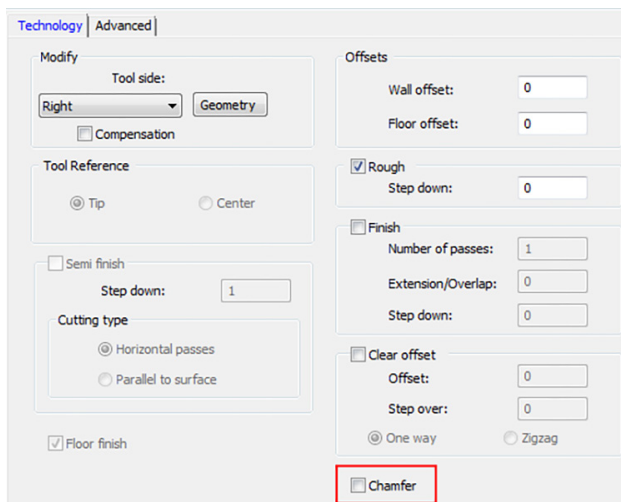 Technology Advanced
Modify
Tool side:
Right Geometry
Compensation
Tool Reference
Tip Center
Semi finish
Step down: 1
Cutting type
Horizontal passes
Parallel to surface
Floor finish
Offsets
Wall offset: 0
Floor offset: 0
Rough
Step down: 0
Finish
Number of passes: 1
Extension/Overlap: 0
Step down: 0
Clear offset
Offset: 0
Step over: 0
One way Zigzag
Chamfer